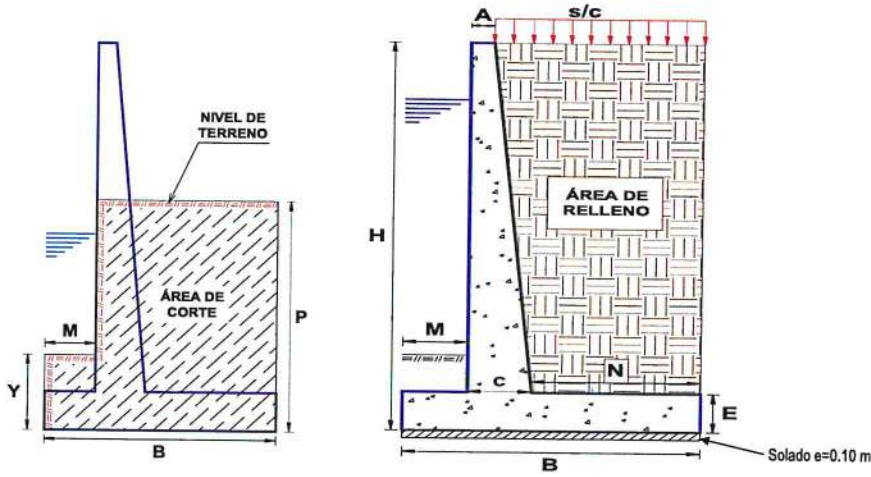 NIVEL DE
TERRENO
ÁREA DE
CORTE
M
Y
P
B
A
s/c
H
ÁREA DE
RELLENO
M
C
N
E
B
Solado e=0.10 m